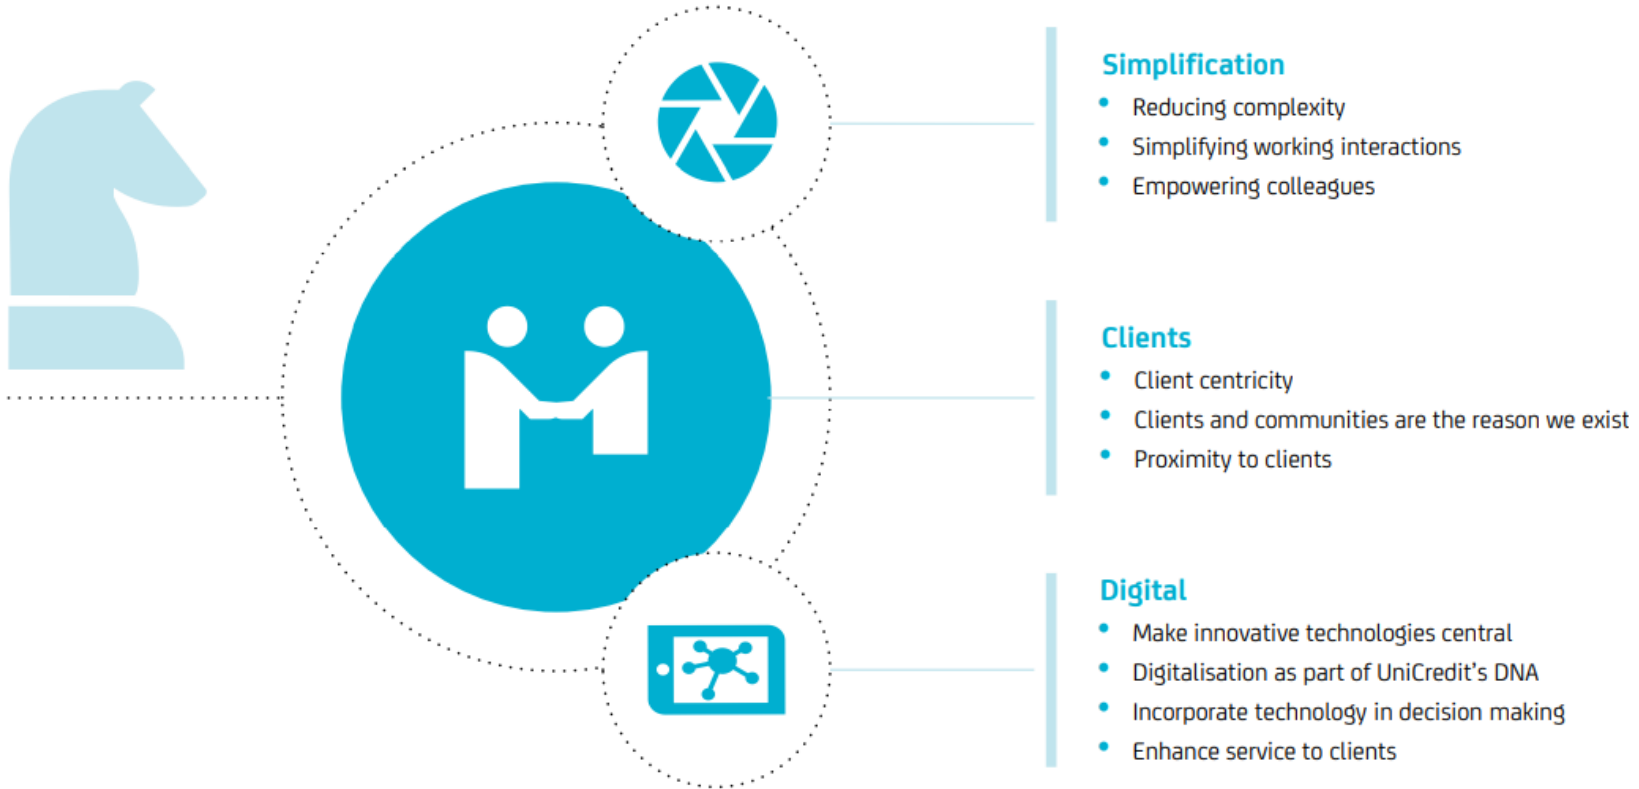 Simplification
• Reducing complexity
• Simplifying working interactions
• Empowering colleagues
Clients
• Client centricity
• Clients and communities are the reason we exist
• Proximity to clients
Digital
• Make innovative technologies central
• Digitalisation as part of UniCredit's DNA
• Incorporate technology in decision making
• Enhance service to clients